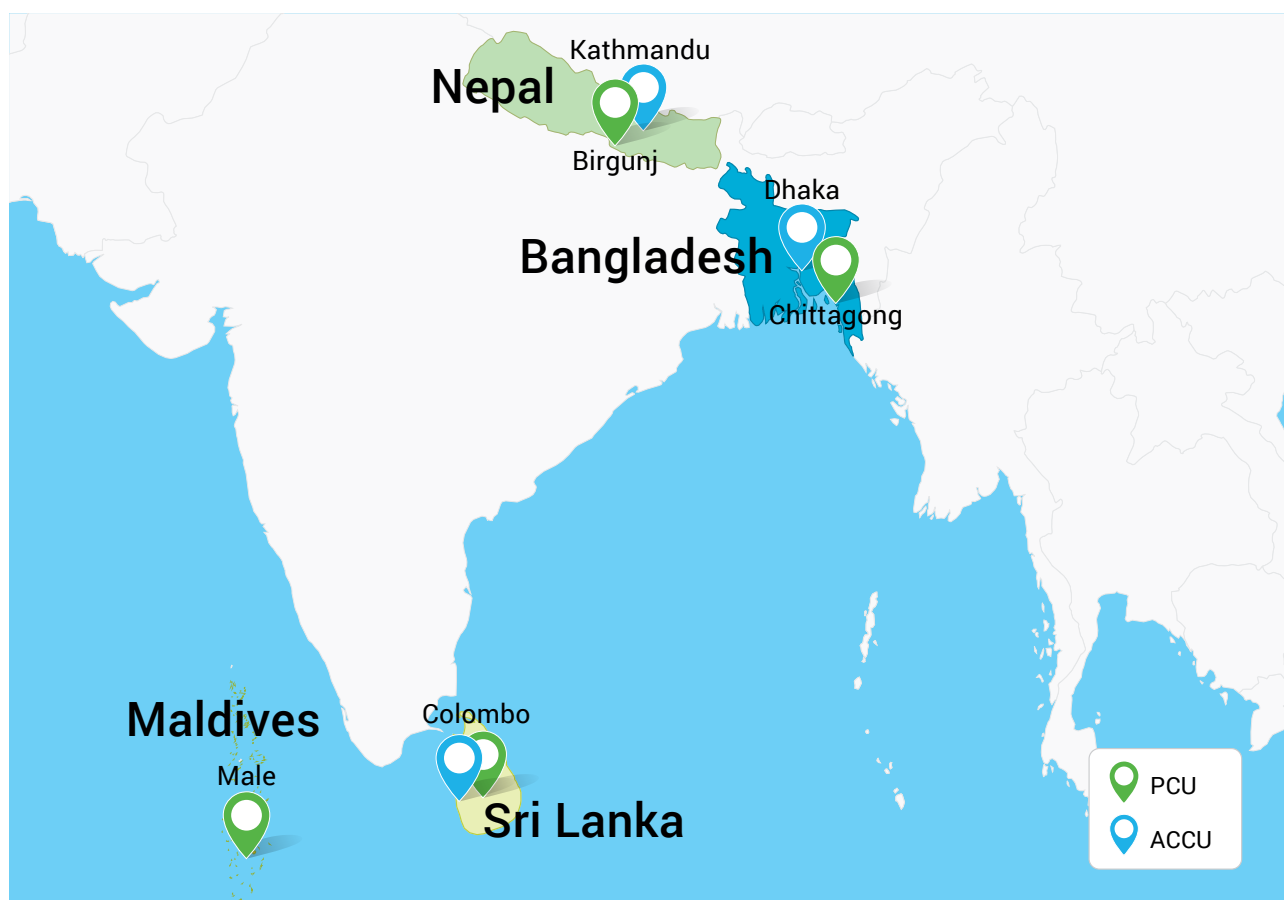 Kathmandu
Nepal
Birgunj
Dhaka
Bangladesh
Chittagong
Maldives
Colombo
Male
Sri Lanka
PCU
ACCU